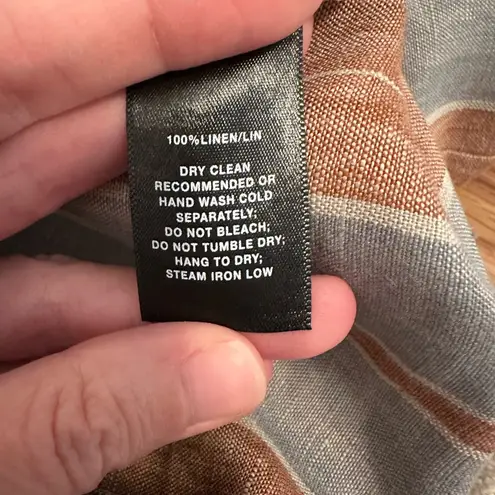 100%LINEN/LIN
DRY CLEAN
RECOMMENDED OR
HAND WASH COLD
SEPARATELY;
DO NOT BLEACH;
DO NOT TUMBLE DRY;
HANG TO DRY;
STEAM IRON LOW